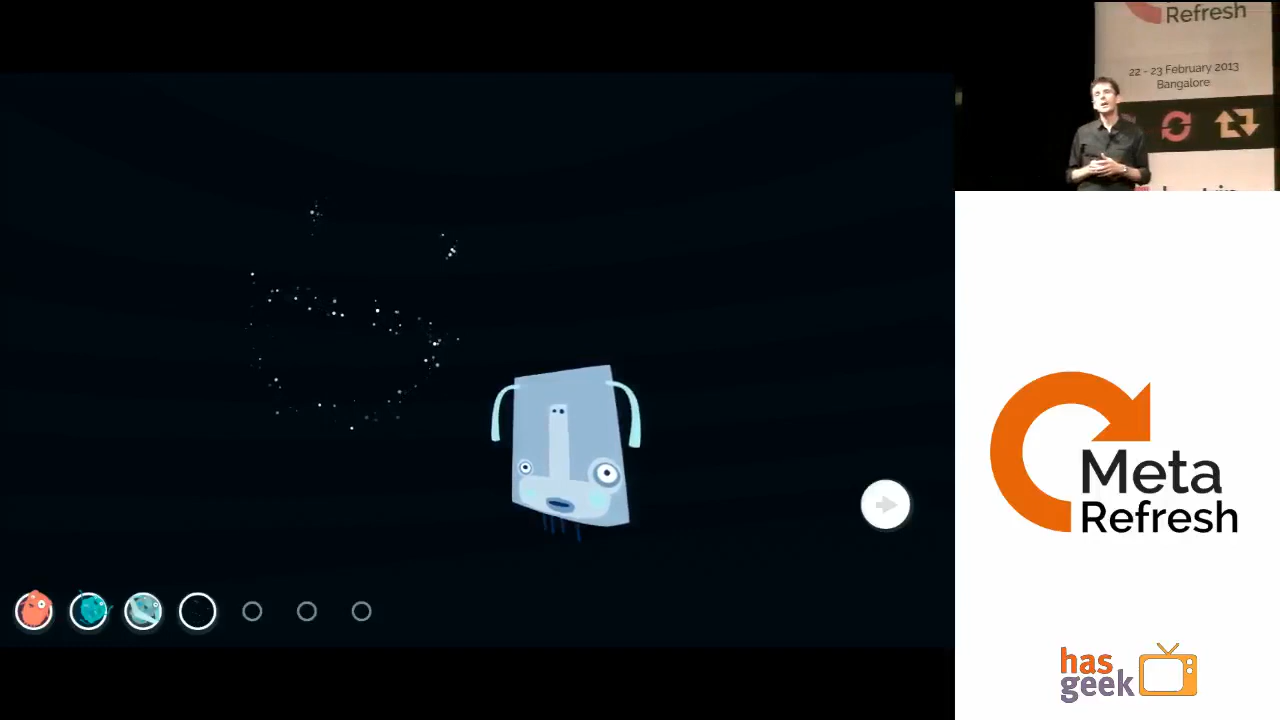 Refresh
22 - 23 February 2013
Bangalore
Meta
Refresh
has
geek